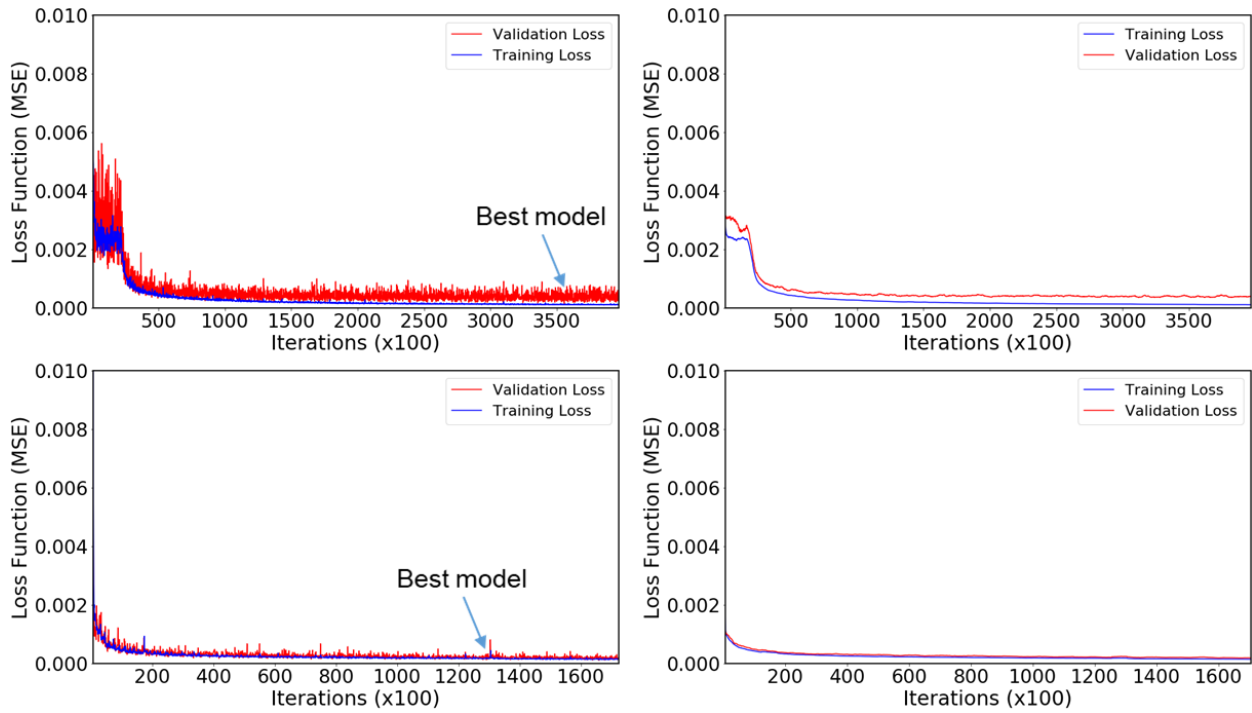 0.010
0.008
0.006
0.004
0.002
0.000
Loss Function (MSE)
Validation Loss
Training Loss
Best model
500 1000 1500 2000 2500 3000 3500
Iterations (x100)
0.010
0.008
0.006
0.004
0.002
0.000
Loss Function (MSE)
Training Loss
Validation Loss
500 1000 1500 2000 2500 3000 3500
Iterations (x100)
0.010
0.008
0.006
0.004
0.002
0.000
Loss Function (MSE)
Validation Loss
Training Loss
Best model
200 400 600 800 1000 1200 1400 1600
Iterations (x100)
0.010
0.008
0.006
0.004
0.002
0.000
Loss Function (MSE)
Training Loss
Validation Loss
200 400 600 800 1000 1200 1400 1600
Iterations (x100)